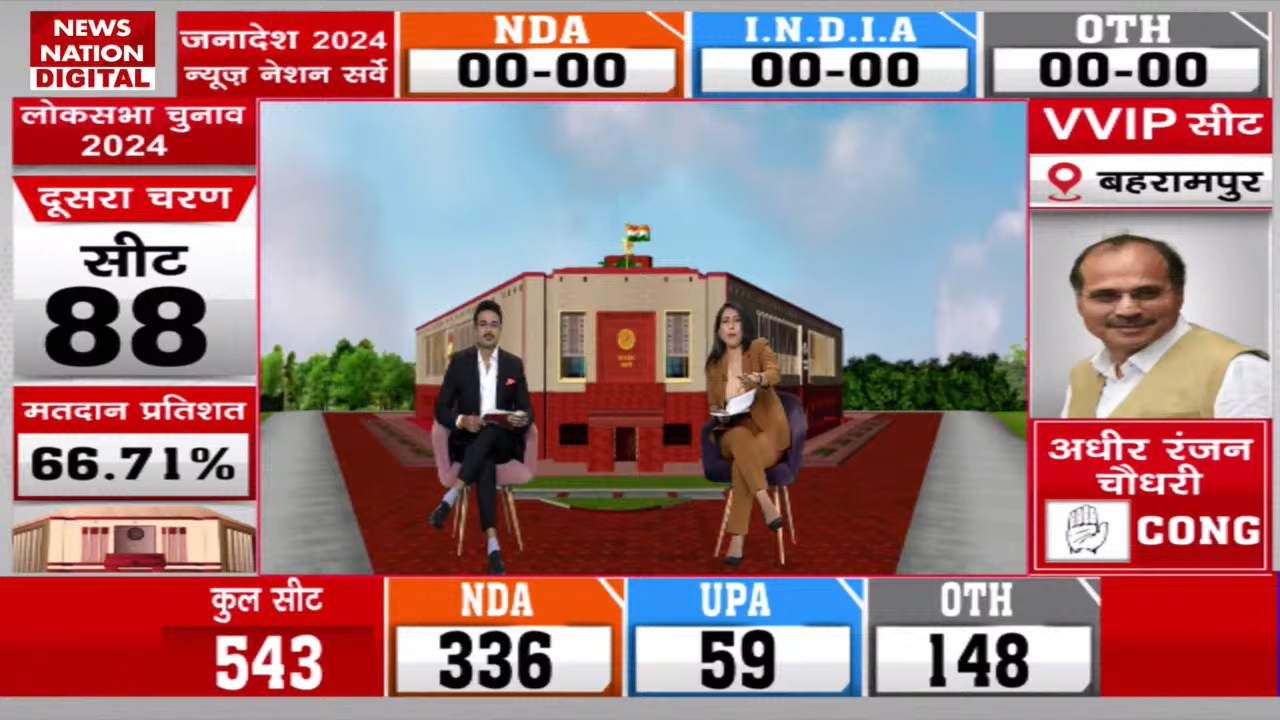 NEWS
NATION
DIGITAL
जनादेश 2024
न्यूज़ नेशन सर्वे
NDA
00-00
I.N.D.I.A
00-00
OTH
00-00
लोकसभा चुनाव
2024
दूसरा चरण
सीट
88
मतदान प्रतिशत
66.71%
VVIP सीट
बहरामपुर
अधीर रंजन
चौधरी
CONG
कुल सीट
543
NDA
336
UPA
59
OTH
148